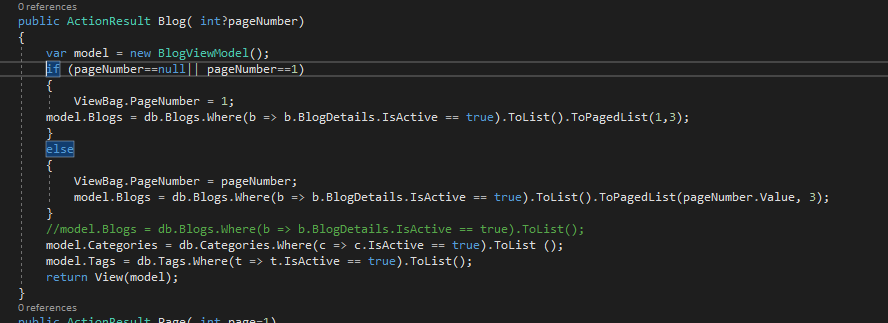 0 references
public ActionResult Blog( int?pageNumber)
{
var model = new BlogViewModel();
if (pageNumber==null|| pageNumber==1)
{
ViewBag.PageNumber = 1;
model.Blogs = db.Blogs.Where(b => b.BlogDetails.IsActive == true).ToList().ToPagedList(1,3);
}
else
{
ViewBag.PageNumber = pageNumber;
model.Blogs = db.Blogs.Where(b => b.BlogDetails.IsActive == true).ToList().ToPagedList(pageNumber.Value, 3);
}
//model.Blogs = db.Blogs.Where(b => b.BlogDetails.IsActive == true).ToList();
model.Categories = db.Categories.Where(c => c.IsActive == true).ToList ();
model.Tags = db.Tags.Where(t => t.IsActive == true).ToList();
return View(model);
}
0 references
public ActionResult Page( int page=1)